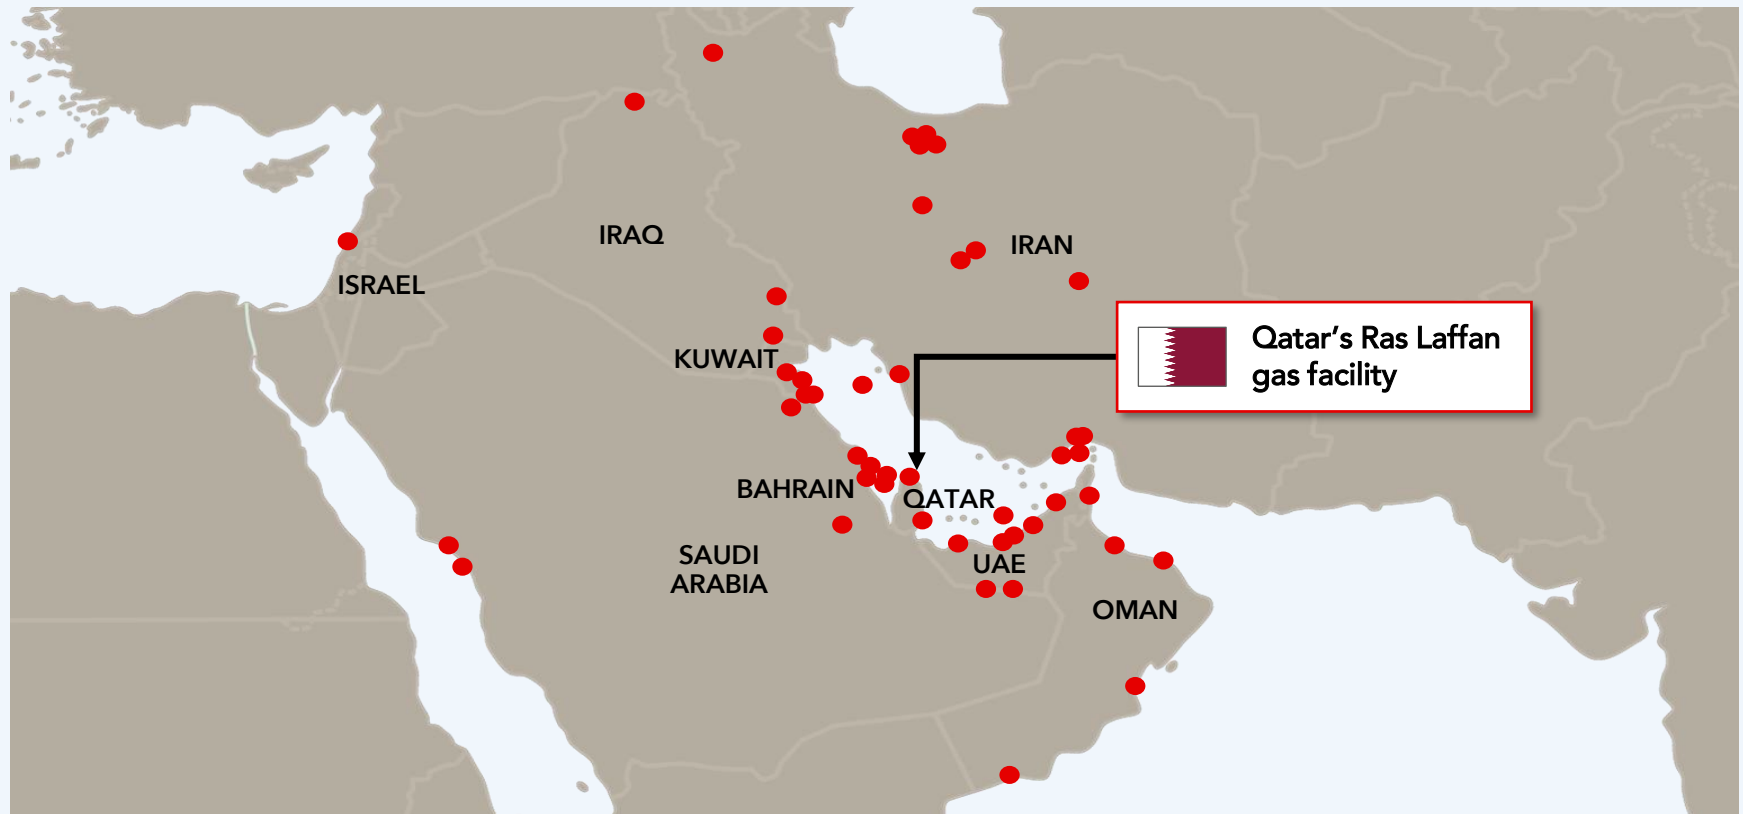 IRAQ
IRAN
ISRAEL
Qatar’s Ras Laffan
gas facility
KUWAIT
BAHRAIN
QATAR
SAUDI
ARABIA
UAE
OMAN